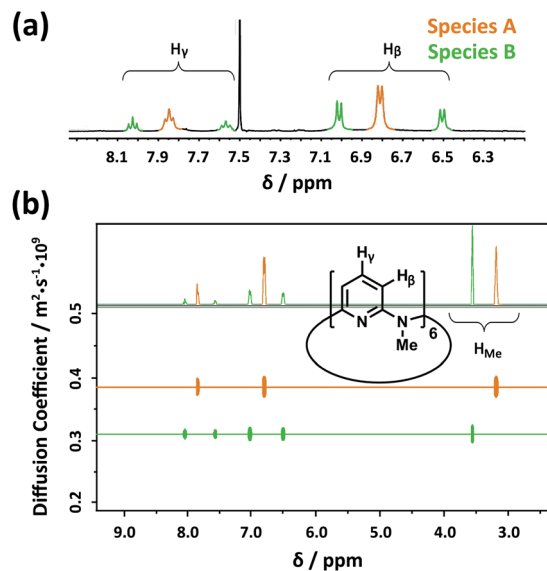 (a)
Species A
Species B
Hγ
Hβ
8.1 7.9 7.7 7.5 7.3 7.1 6.9 6.7 6.5 6.3
δ / ppm
(b)
Diffusion Coefficient / m²·s⁻¹·10⁹
0.5
0.4
0.3
0.2
Hγ
Hβ
N
N
6
Me
HMe
9.0 8.0 7.0 6.0 5.0 4.0 3.0
δ / ppm